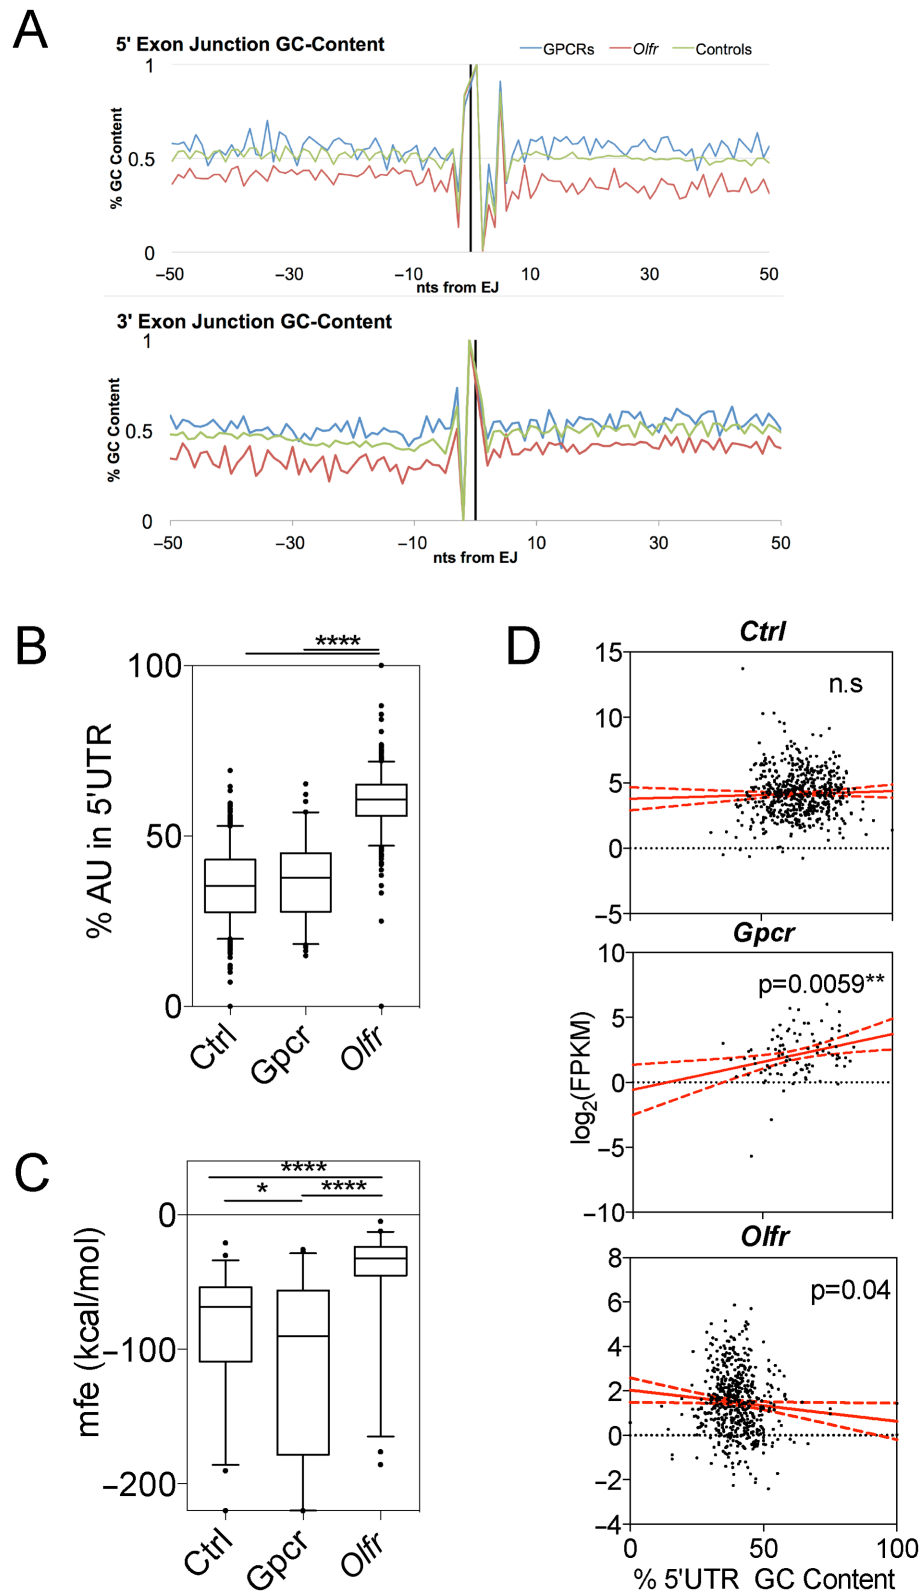 A
5' Exon Junction GC-Content
GPCRs Olfr Controls
1
% GC Content
0.5
0
−50 −30 −10 10 30 50
nts from EJ
3' Exon Junction GC-Content
1
% GC Content
0.5
0
−50 −30 −10 10 30 50
nts from EJ
B
****
100
% AU in 5'UTR
50
0
Ctrl Gpcr Olfr
C
****
* ****
0
mfe (kcal/mol)
−100
−200
Ctrl Gpcr Olfr
D
Ctrl
15
n.s
10
5
0
−5
Gpcr
10
p=0.0059**
5
log2(FPKM)
0
−5
−10
Olfr
8
p=0.04
6
4
2
0
−2
−4
0 50 100
% 5'UTR GC Content